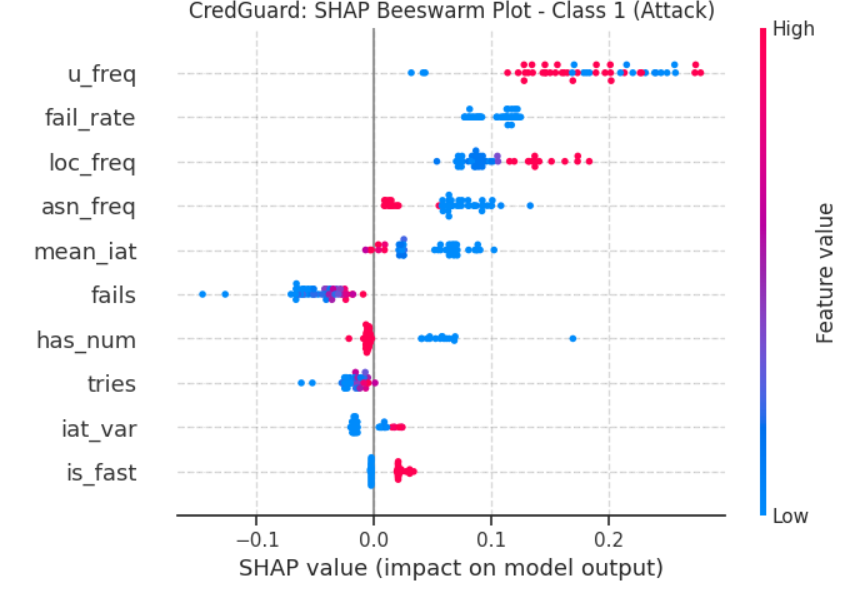 CredGuard: SHAP Beeswarm Plot - Class 1 (Attack)
High
u_freq
fail_rate
loc_freq
asn_freq
mean_iat
fails
has_num
tries
iat_var
is_fast
Feature value
Low
−0.1 0.0 0.1 0.2
SHAP value (impact on model output)